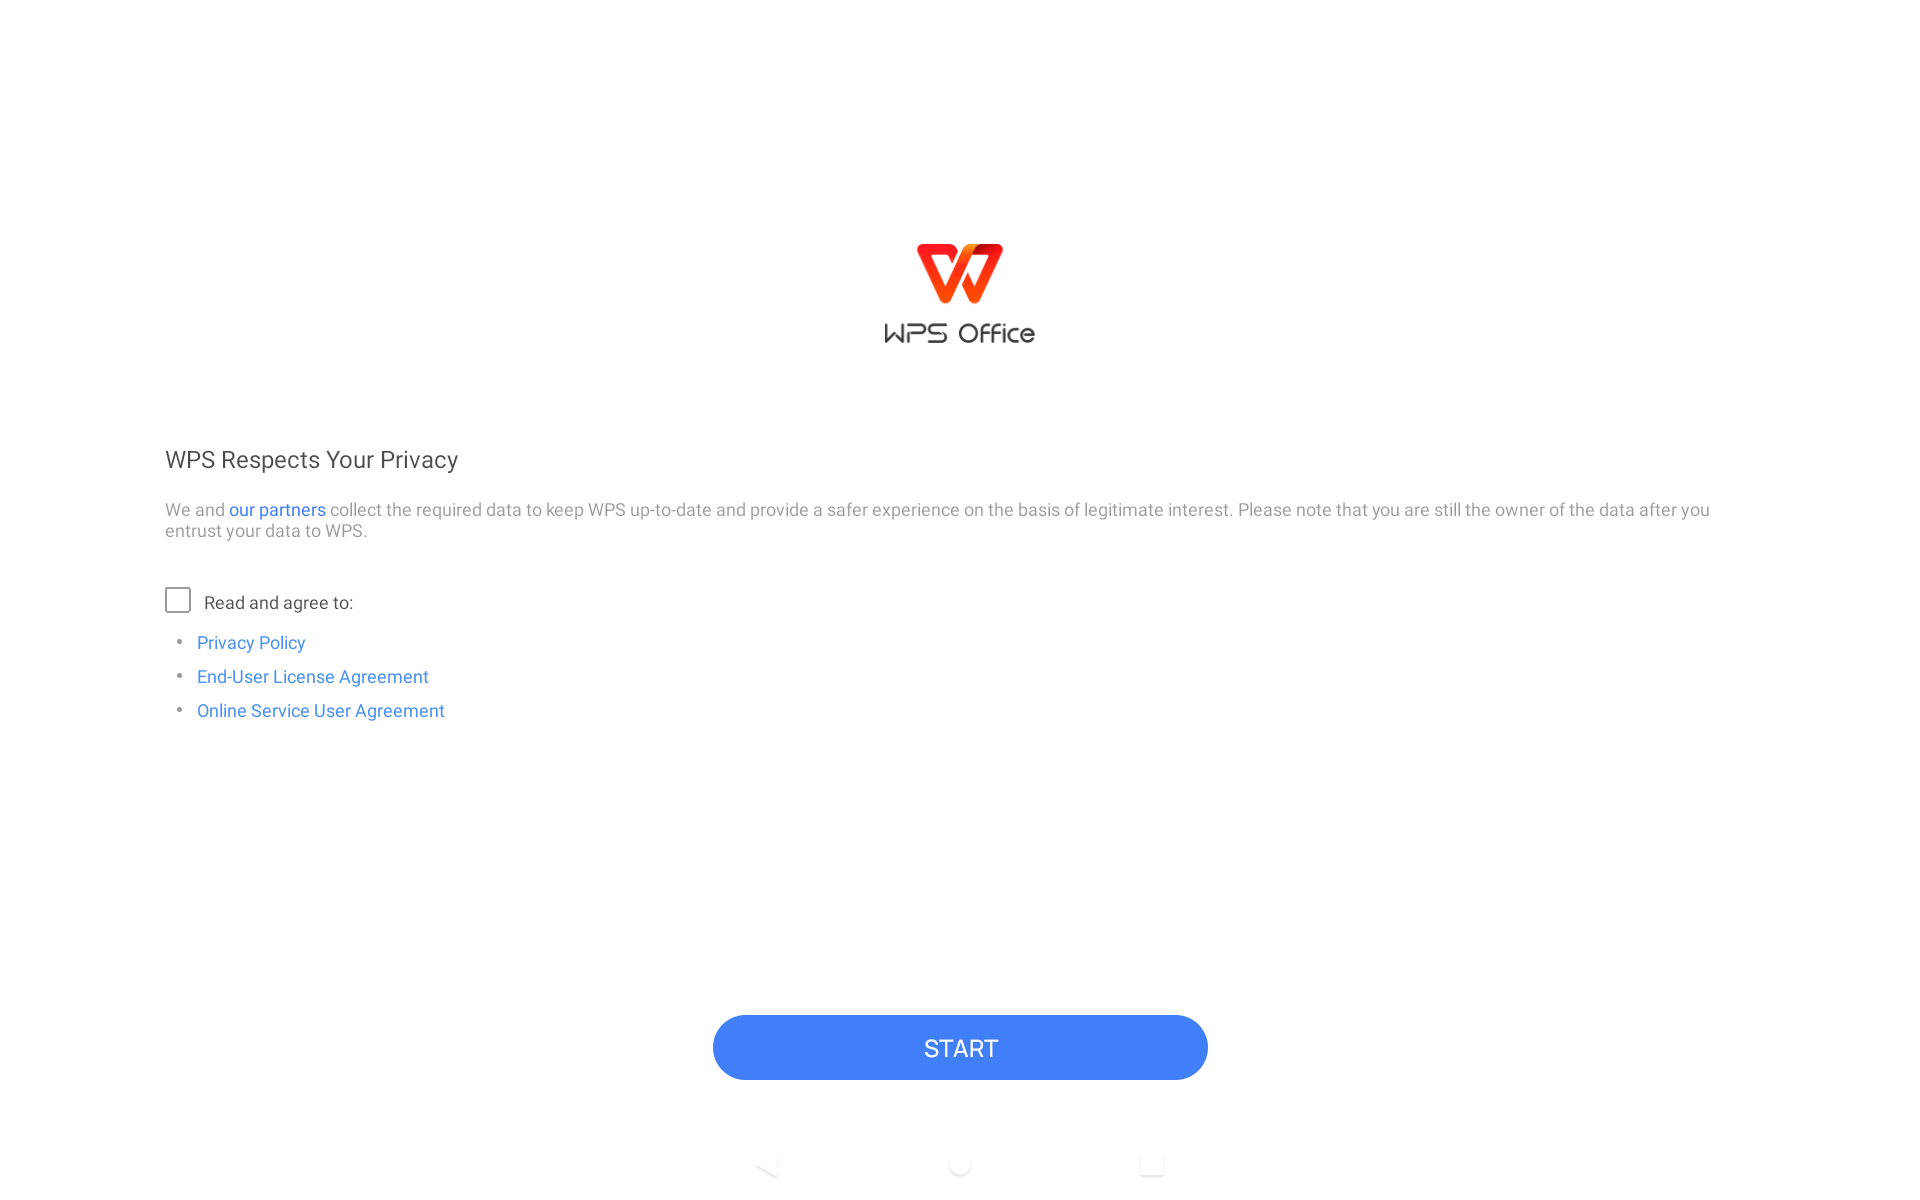 WPS Office
WPS Respects Your Privacy
We and our partners collect the required data to keep WPS up-to-date and provide a safer experience on the basis of legitimate interest. Please note that you are still the owner of the data after you
entrust your data to WPS.
Read and agree to:
• Privacy Policy
• End-User License Agreement
• Online Service User Agreement
START